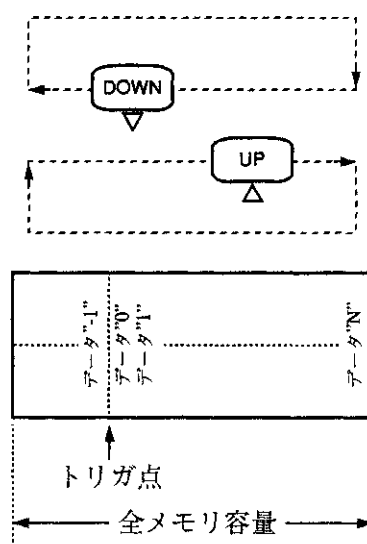 DOWN
UP
データ"-1"
データ"0"
データ"1"
データ"N"
トリガ点
全メモリ容量